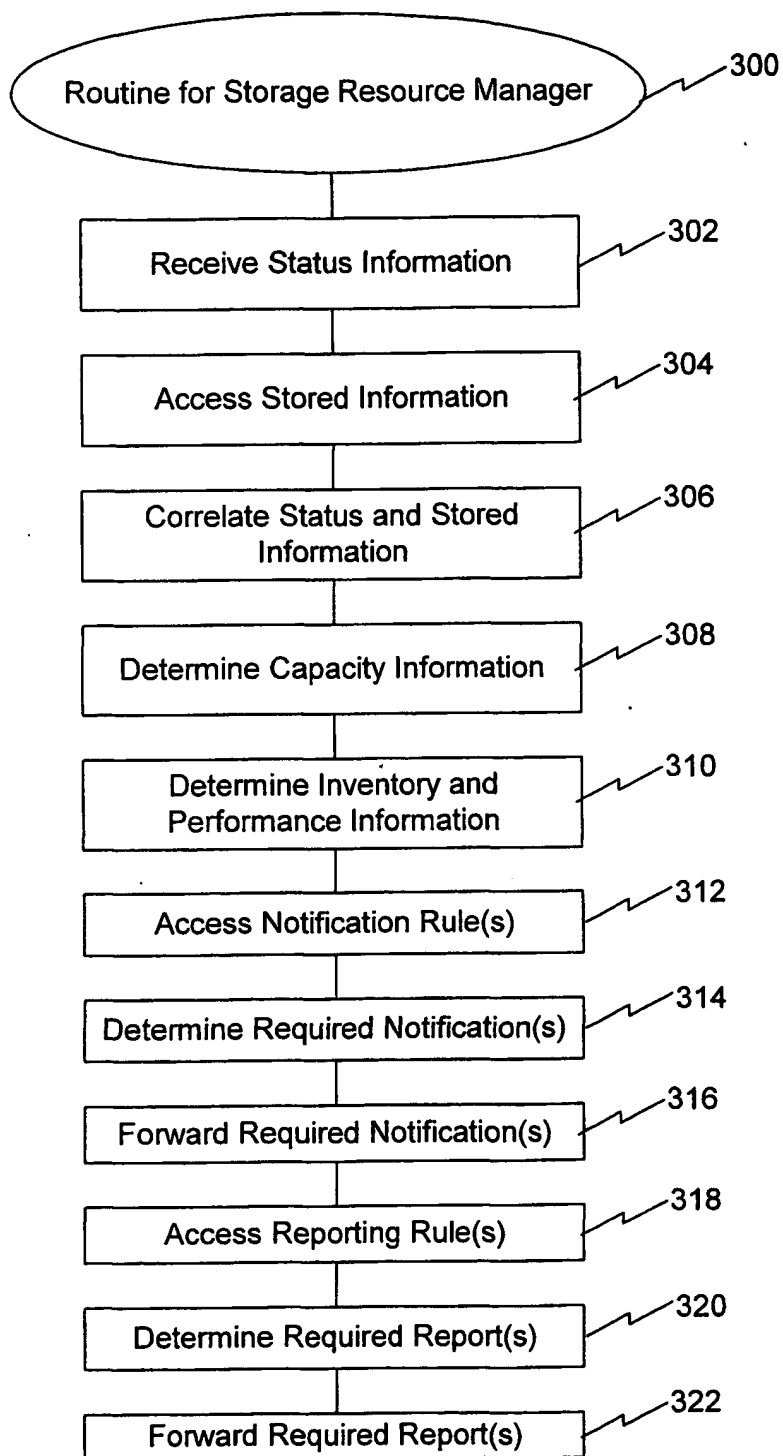 Routine for Storage Resource Manager
300
Receive Status Information
302
Access Stored Information
304
Correlate Status and Stored
Information
306
Determine Capacity Information
308
Determine Inventory and
Performance Information
310
Access Notification Rule(s)
312
Determine Required Notification(s)
314
Forward Required Notification(s)
316
Access Reporting Rule(s)
318
Determine Required Report(s)
320
Forward Required Report(s)
322